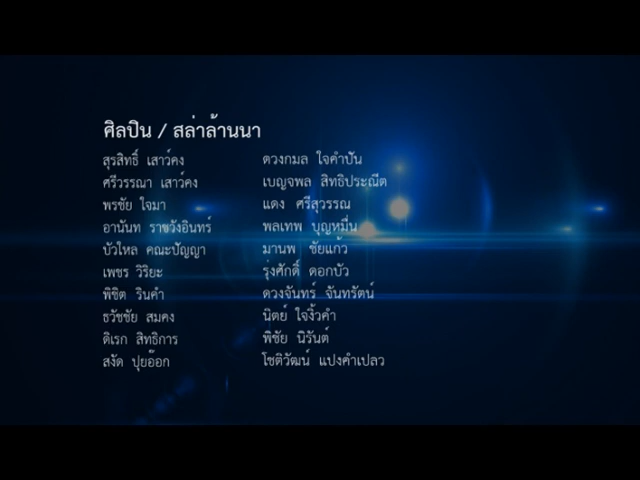 ศิลปิน / สล่าล้านนา
สุรสิทธิ์ เสาว์คง
ศรีวรรณา เสาว์คง
พรชัย ใจมา
อานันท ราชวังอินทร์
บัวไหล คณะปัญญา
เพชร วิริยะ
พิชิต รินคำ
ธวัชชัย สมคง
ดิเรก สิทธิการ
สงัด ปุยอ๊อก
ดวงกมล ใจคำปัน
เบญจพล สิทธิประณีต
แดง ศรีสุวรรณ
พลเทพ บุญหมื่น
มานพ ชัยแก้ว
รุ่งศักดิ์ ดอกบัว
ดวงจันทร์ จันทรัตน์
นิตย์ ใจงิ้วคำ
พิชัย นิรันต์
โชติวัฒน์ แปงคำเปลว